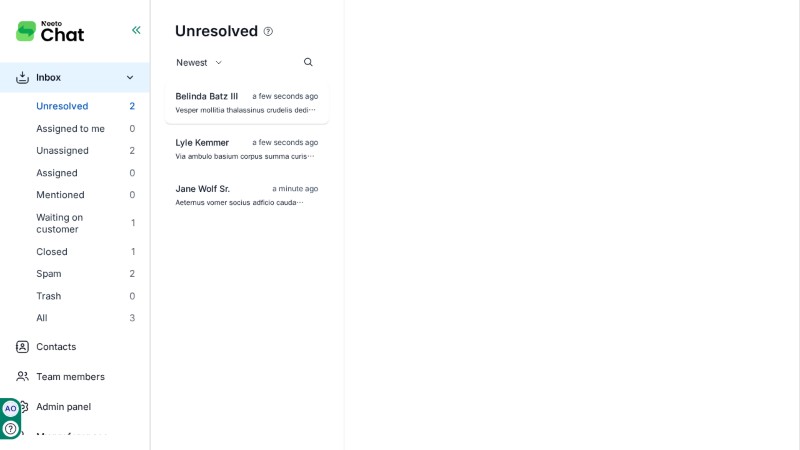 Neeto
Chat
Inbox
Unresolved 2
Assigned to me 0
Unassigned 2
Assigned 0
Mentioned 0
Waiting on
customer 1
Closed 1
Spam 2
Trash 0
All 3
Contacts
Team members
Admin panel
AO
Unresolved
Newest
Belinda Batz III a few seconds ago
Vesper mollitia thalassinus crudelis dedi···
Lyle Kemmer a few seconds ago
Via ambulo basium corpus summa curis···
Jane Wolf Sr. a minute ago
Aeternus vomer socius adficio cauda···